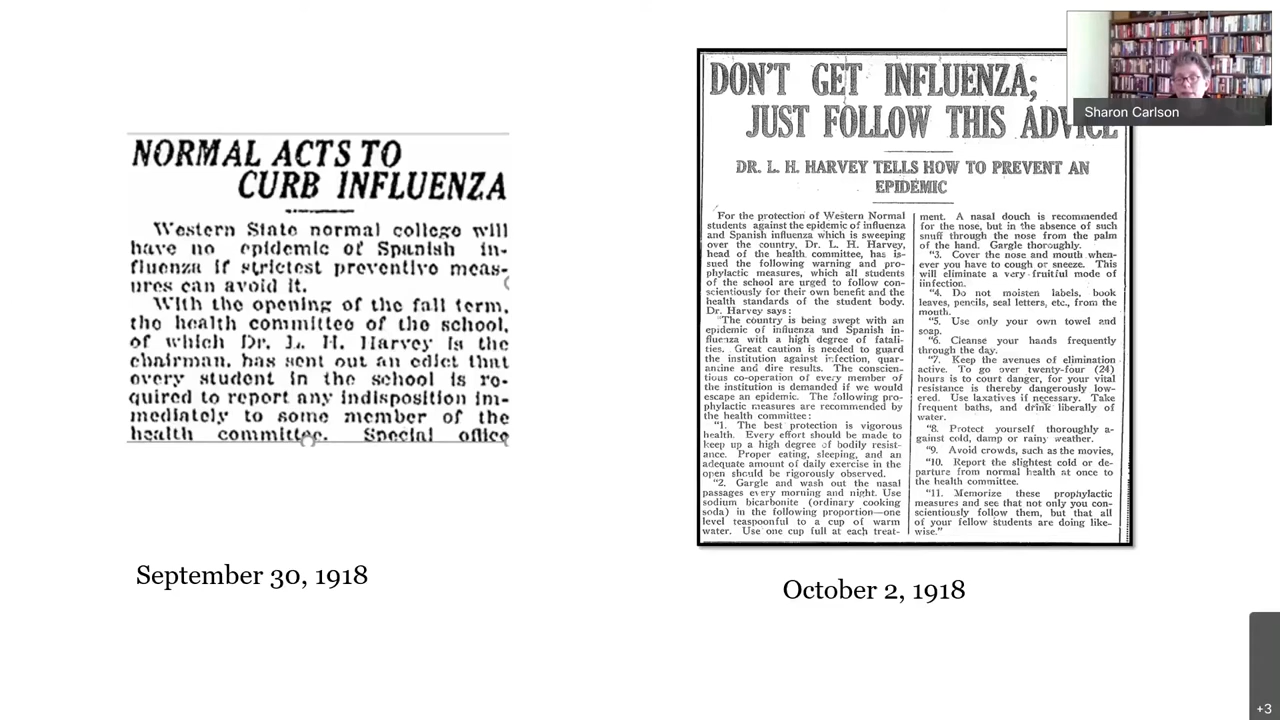 NORMAL ACTS TO
CURB INFLUENZA
Western State normal college will
have no epidemic of Spanish in-
fluenza if strictest preventive meas-
ures can avoid it.
With the opening of the fall term,
the health committee of the school,
of which Dr. L. H. Harvey is the
chairman, has sent out an edict that
every student in the school is re-
quired to report any indisposition im-
mediately to some member of the
health committee. Special office
September 30, 1918
DON'T GET INFLUENZA;
JUST FOLLOW THIS ADVICE
DR. L. H. HARVEY TELLS HOW TO PREVENT AN
EPIDEMIC
For the protection of Western Normal
students against the epidemic of influenza
and Spanish influenza which is sweeping
over the country, Dr. L. H. Harvey,
head of the health committee, has is-
sued the following warning and pro-
phylactic measures, which all students
of the school are urged to follow con-
scientiously for their own benefit and the
health standards of the student body.
Dr. Harvey says:
"The country is being swept with an
epidemic of influenza and Spanish in-
fluenza with a high degree of fatali-
ties. Great caution is needed to guard
the institution against infection, quar-
antine and dire results. The conscien-
tious co-operation of every member of
the institution is demanded if we would
escape an epidemic. The following pro-
phylactic measures are recommended by
the health committee:
"1. The best protection is vigorous
health. Every effort should be made to
keep up a high degree of bodily resist-
ance. Proper eating, sleeping, and an
adequate amount of daily exercise in the
open should be rigorously observed.
"2. Gargle and wash out the nasal
passages every morning and night. Use
sodium bicarbonate (ordinary cooking
soda) in the following proportion—one
level teaspoonful to a cup of warm
water. Use one cup full at each treat-
ment. A nasal douch is recommended
for the nose, but in the absence of such
snuff through the nose from the palm
of the hand. Gargle thoroughly.
"3. Cover the nose and mouth when-
ever you have to cough or sneeze. This
will eliminate a very fruitful mode of
infection.
"4. Do not moisten labels, book
leaves, pencils, seal letters, etc., from the
mouth.
"5. Use only your own towel and
soap.
"6. Cleanse your hands frequently
through the day.
"7. Keep the avenues of elimination
active. To go over twenty-four (24)
hours is to court danger, for your vital
resistance is thereby dangerously low-
ered. Use laxatives if necessary. Take
frequent baths, and drink liberally of
water.
"8. Protect yourself thoroughly a-
gainst cold, damp or rainy weather.
"9. Avoid crowds, such as the movies,
"10. Report the slightest cold or de-
parture from normal health at once to
the health committee.
"11. Memorize these prophylactic
measures and see that not only you con-
scientiously follow them, but that all
of your fellow students are doing like-
wise."
October 2, 1918
Sharon Carlson
+3